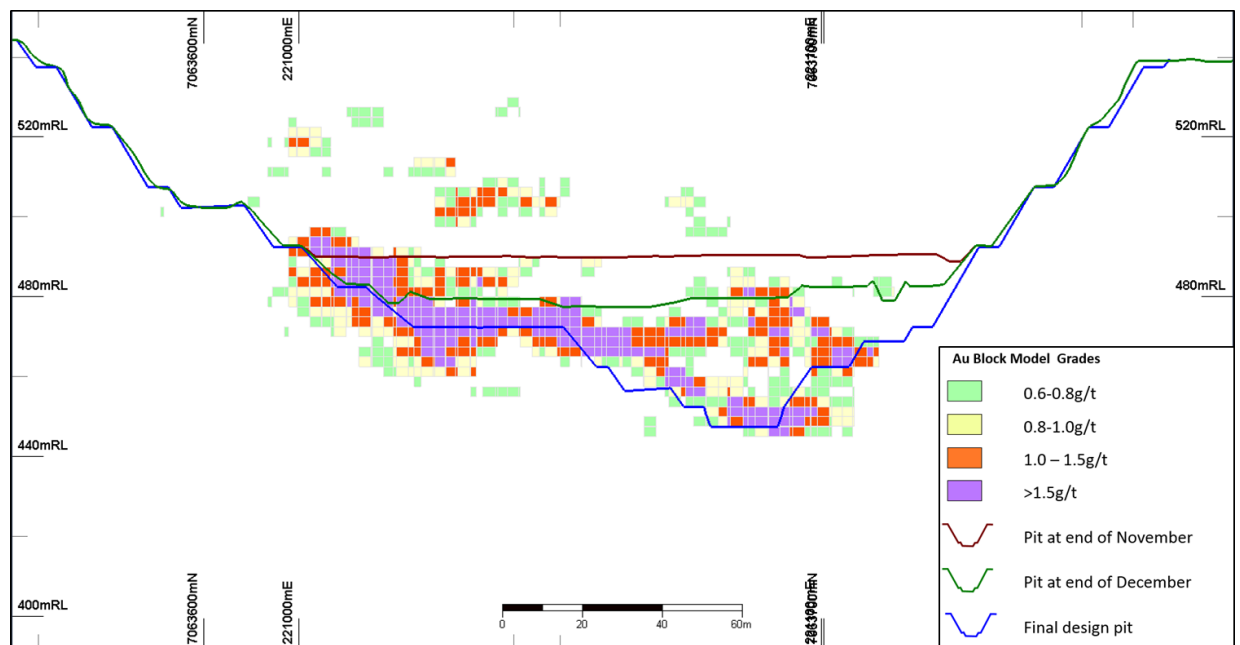 7063600mN
221000mE
520mRL
520mRL
480mRL
480mRL
440mRL
400mRL
7063600mN
221000mE
0
20
40
60m
Au Block Model Grades
0.6-0.8g/t
0.8-1.0g/t
1.0 – 1.5g/t
>1.5g/t
Pit at end of November
Pit at end of December
Final design pit